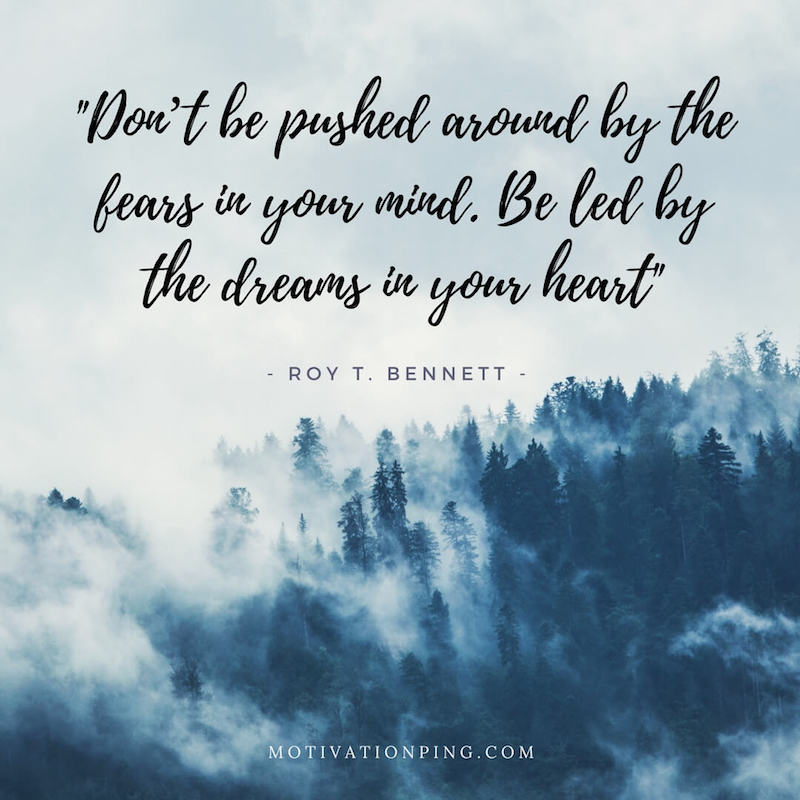 "Don't be pushed around by the
fears in your mind. Be led by
the dreams in your heart"
- ROY T. BENNETT -
MOTIVATIONPING.COM